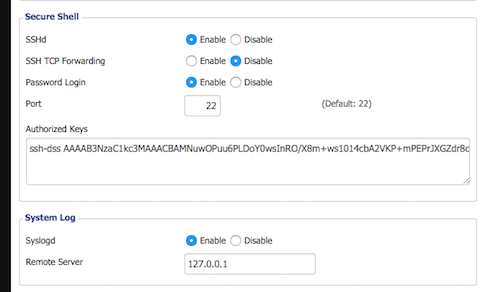 Secure Shell
SSHd Enable Disable
SSH TCP Forwarding Enable Disable
Password Login Enable Disable
Port 22 (Default: 22)
Authorized Keys
ssh-dss AAAAB3NzaC1kc3MAAACBAMNuwOPuu6PLDoY0wsInRO/X8m+ws1014cbA2VKP+mPEPrJXGZdr8c
System Log
Syslogd Enable Disable
Remote Server 127.0.0.1